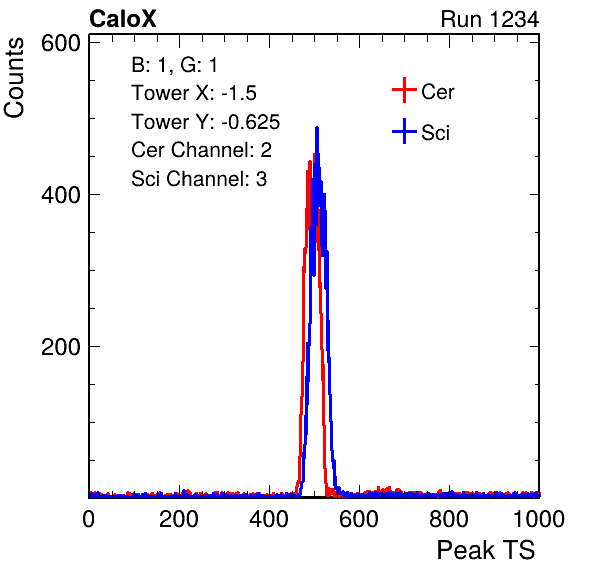 CaloX Run 1234
Counts
600
400
200
B: 1, G: 1
Tower X: -1.5
Tower Y: -0.625
Cer Channel: 2
Sci Channel: 3
Cer
Sci
0 200 400 600 800 1000
Peak TS